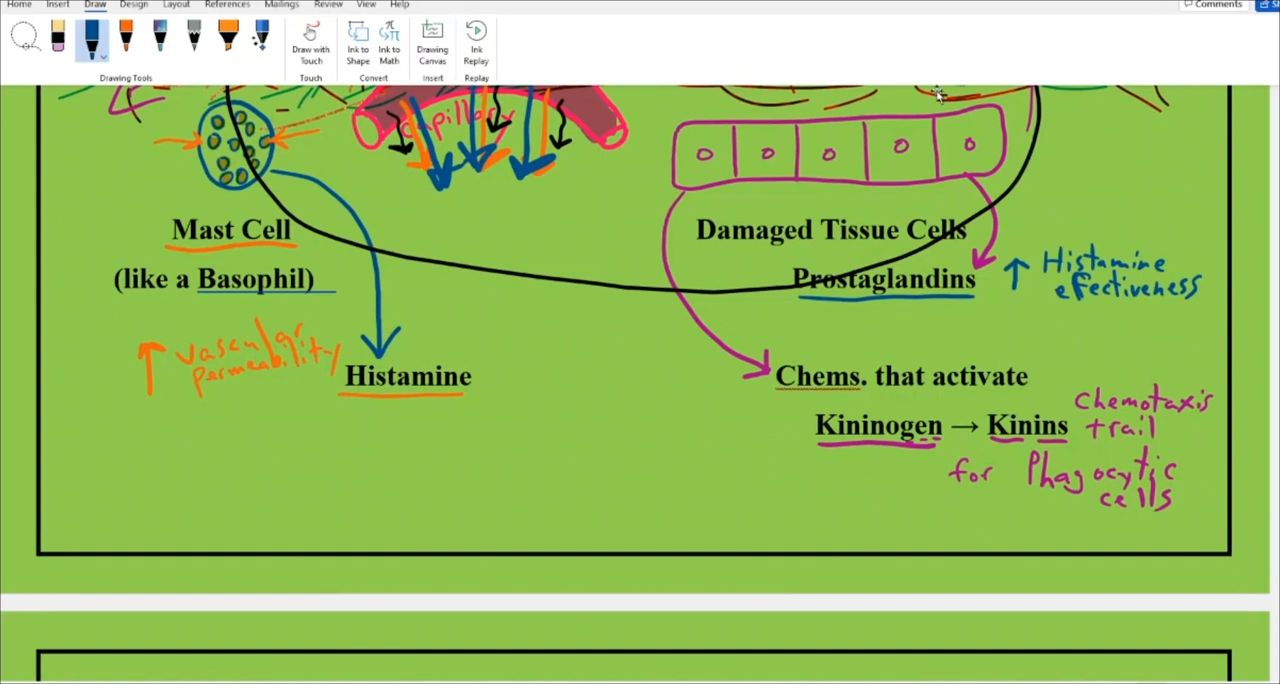 Home Insert Draw Design Layout References Mailings Review View Help Comments
Draw with Touch
Ink to Shape
Ink to Math
Drawing Canvas
Ink Replay
Drawing Tools Touch Convert Insert Replay
Capillary
Mast Cell
(like a Basophil)
↑ vascular permeability
Histamine
Damaged Tissue Cells
Prostaglandins
↑ Histamine effectiveness
Chems. that activate
Kininogen → Kinins
chemotaxis
trail
for Phagocytic
cells